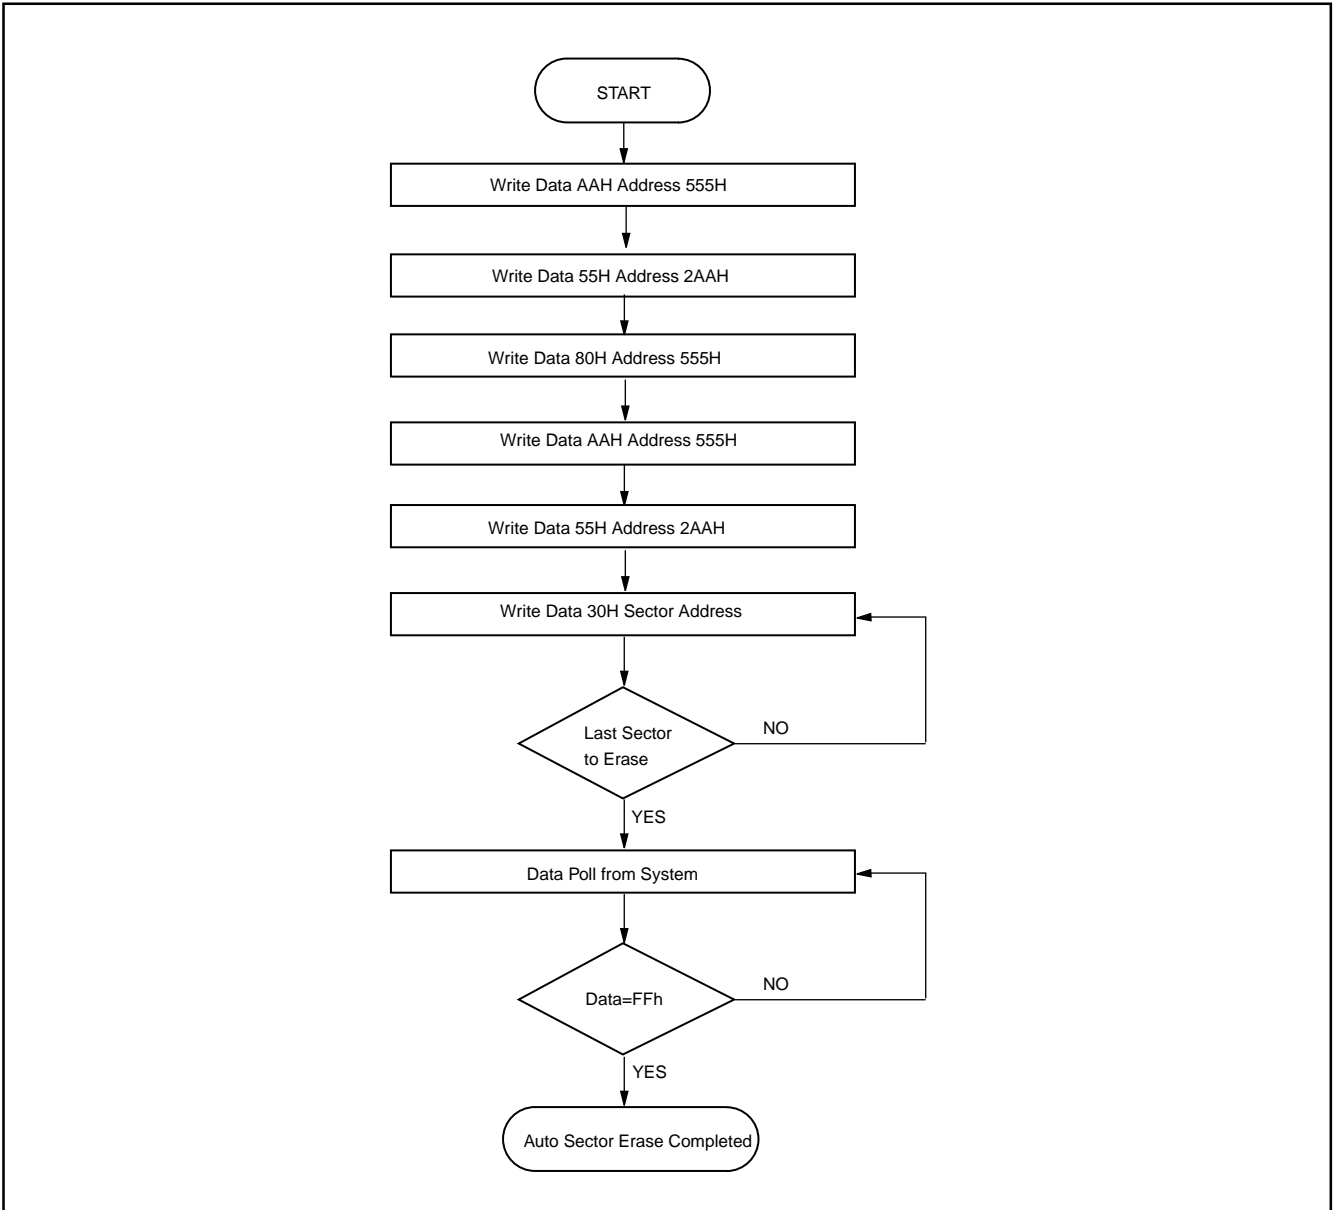 START
Write Data AAH Address 555H
Write Data 55H Address 2AAH
Write Data 80H Address 555H
Write Data AAH Address 555H
Write Data 55H Address 2AAH
Write Data 30H Sector Address
Last Sector
to Erase
NO
YES
Data Poll from System
Data=FFh
NO
YES
Auto Sector Erase Completed